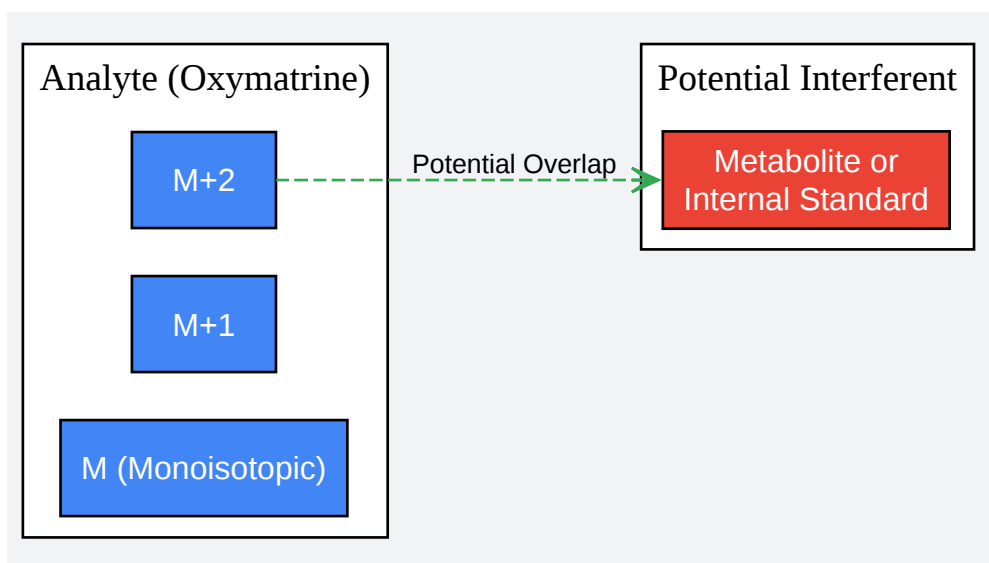 Analyte (Oxymatrine)
M+2
M+1
M (Monoisotopic)
Potential Overlap
Potential Interferent
Metabolite or
Internal Standard